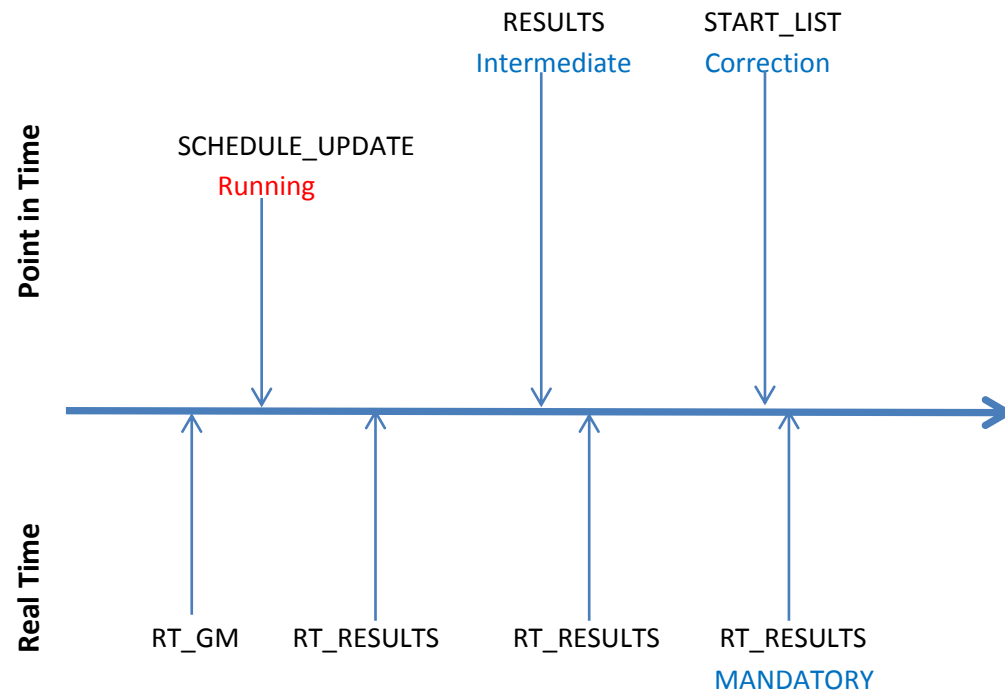 RESULTS
Intermediate
START_LIST
Correction
SCHEDULE_UPDATE
Running
Point in Time
Real Time
RT_GM
RT_RESULTS
RT_RESULTS
RT_RESULTS
MANDATORY